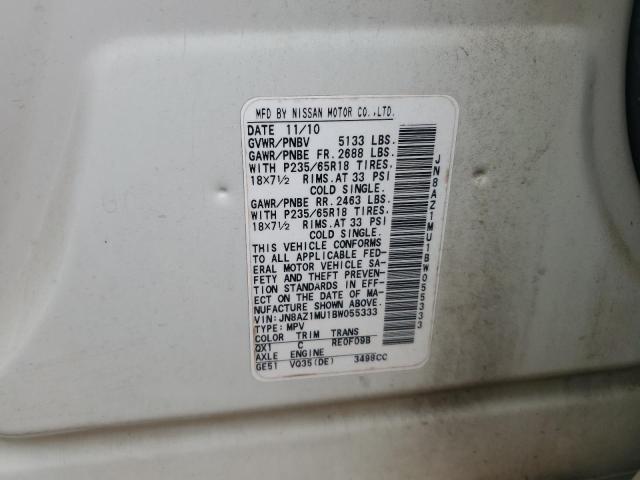 MFD BY NISSAN MOTOR CO.,LTD.
DATE 11/10
GVWR/PNBV 5133 LBS.
GAWR/PNBE FR. 2688 LBS.
WITH P235/65R18 TIRES.
18X7½ RIMS.AT 33 PSI
COLD SINGLE.
GAWR/PNBE RR. 2463 LBS.
WITH P235/65R18 TIRES.
18X7½ RIMS.AT 33 PSI
COLD SINGLE.
THIS VEHICLE CONFORMS
TO ALL APPLICABLE FED-
ERAL MOTOR VEHICLE SA-
FETY AND THEFT PREVEN-
TION STANDARDS IN EFF-
ECT ON THE DATE OF MA-
NUFACTURE SHOWN ABOVE.
VIN:JN8AZ1MU1BW055333
TYPE: MPV
COLOR TRIM TRANS
QX1 C RE0F09B
AXLE ENGINE
GE51 VQ35(DE) 3498CC
JN8AZ1MU1BW055333